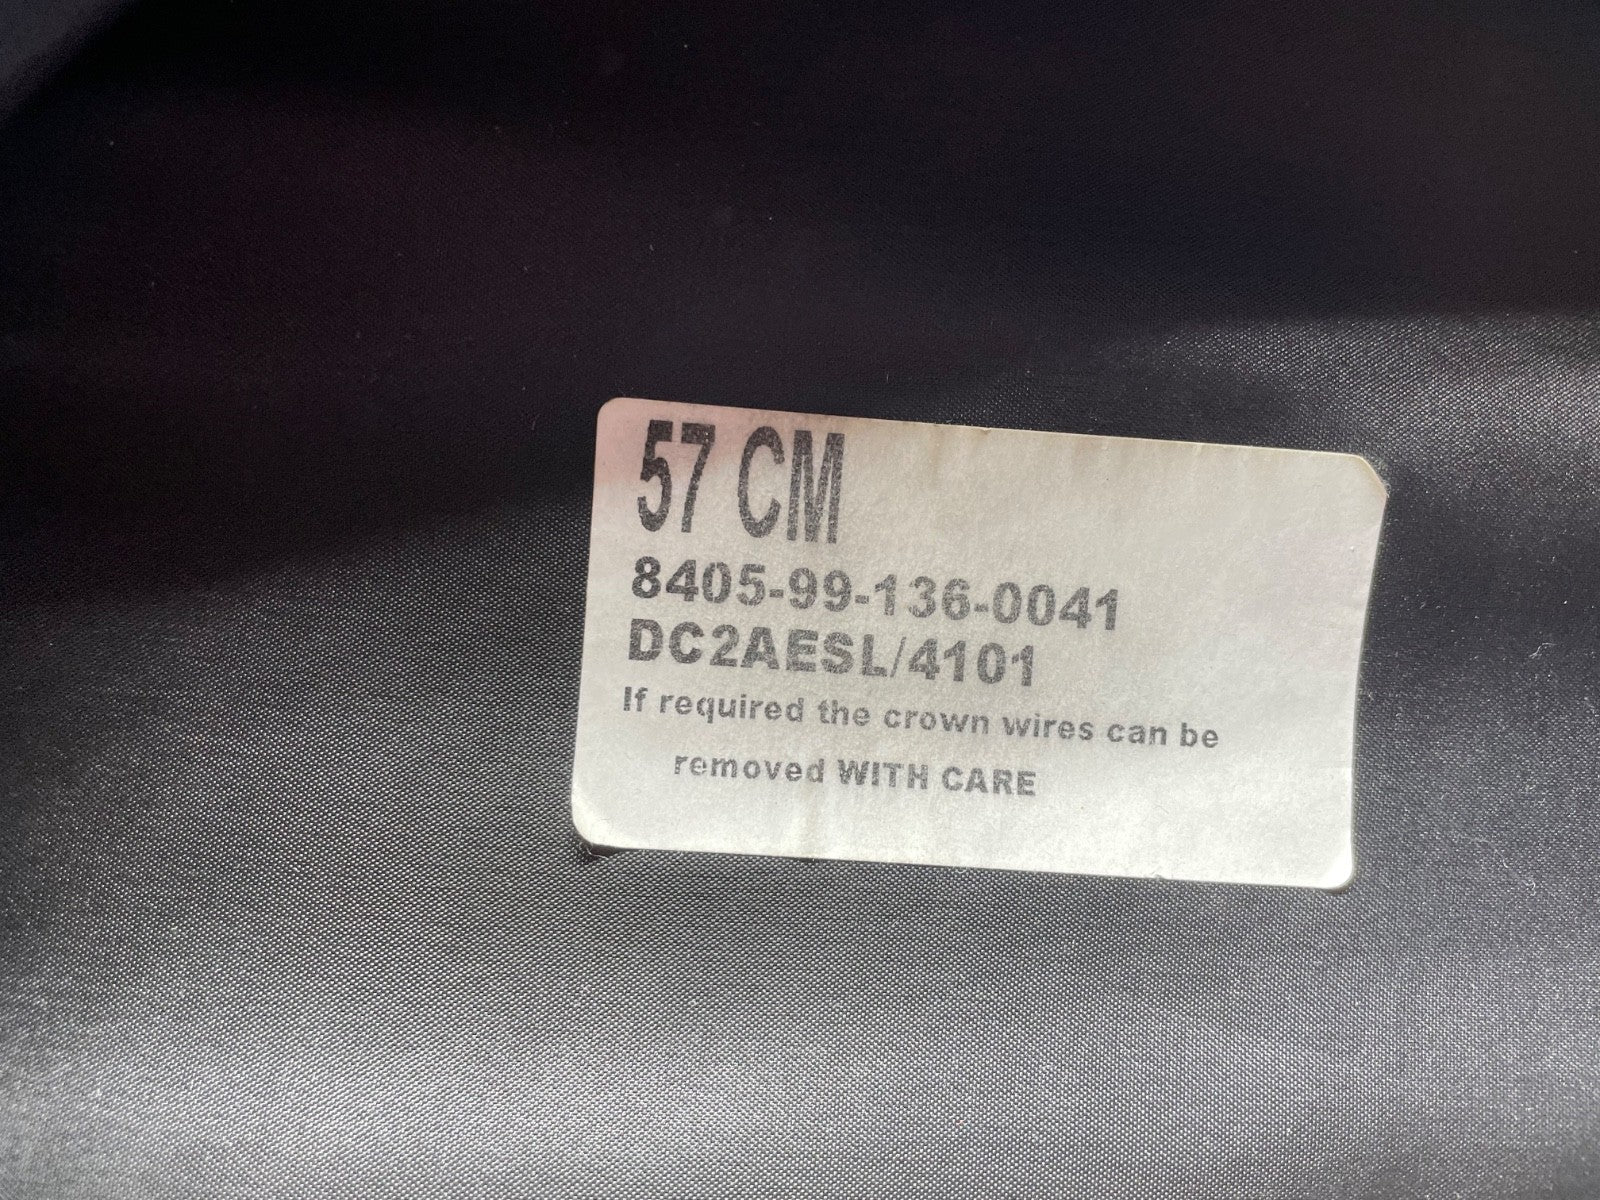 57 CM
8405-99-136-0041
DC2AESL/4101
If required the crown wires can be
removed WITH CARE